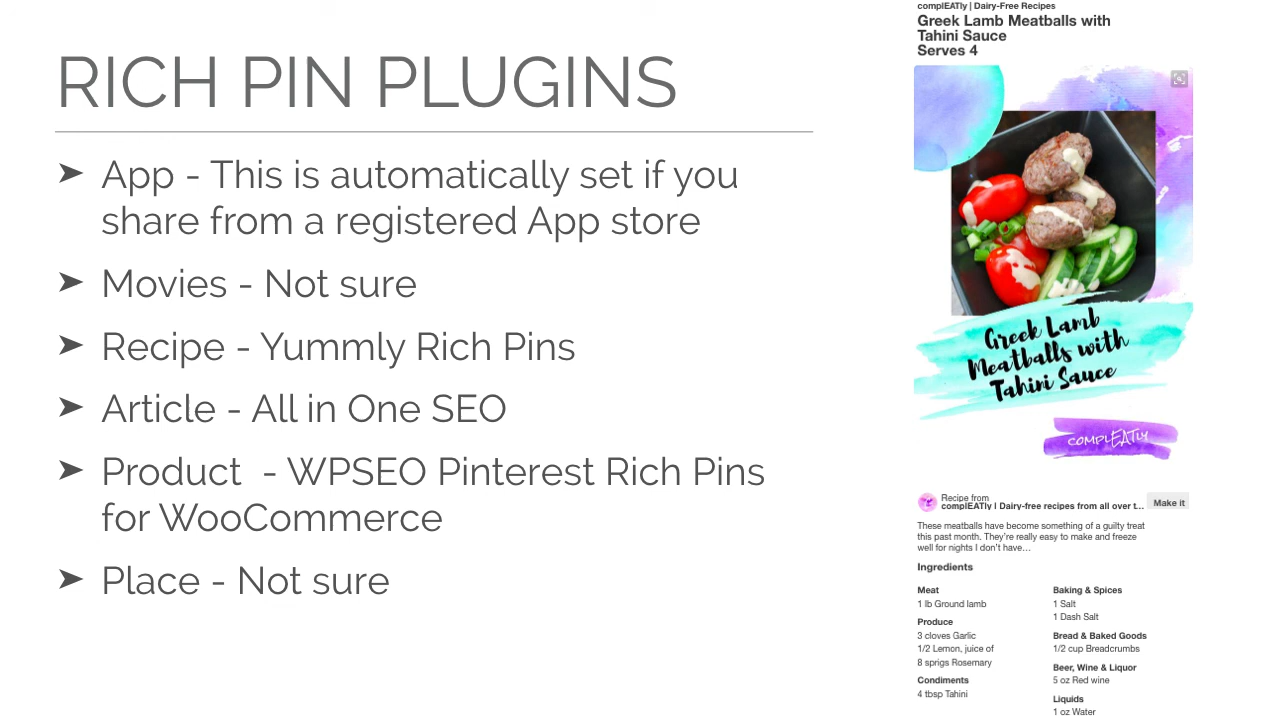 RICH PIN PLUGINS
➤ App - This is automatically set if you
share from a registered App store
➤ Movies - Not sure
➤ Recipe - Yummly Rich Pins
➤ Article - All in One SEO
➤ Product - WPSEO Pinterest Rich Pins
for WooCommerce
➤ Place - Not sure
complEATly | Dairy-Free Recipes
Greek Lamb Meatballs with
Tahini Sauce
Serves 4
Greek Lamb
Meatballs with
Tahini Sauce
COMPLEATly
Recipe from
complEATly | Dairy-free recipes from all over t...
Make it
These meatballs have become something of a guilty treat
this past month. They're really easy to make and freeze
well for nights I don't have...
Ingredients
Meat
1 lb Ground lamb
Produce
3 cloves Garlic
1/2 Lemon, juice of
8 sprigs Rosemary
Condiments
4 tbsp Tahini
Baking & Spices
1 Salt
1 Dash Salt
Bread & Baked Goods
1/2 cup Breadcrumbs
Beer, Wine & Liquor
5 oz Red wine
Liquids
1 oz Water